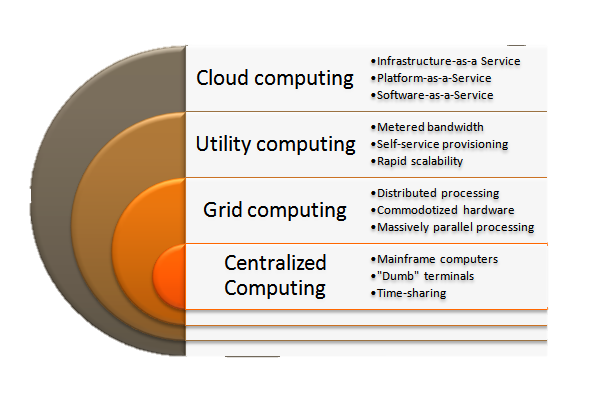 Cloud computing
•Infrastructure-as-a Service
•Platform-as-a-Service
•Software-as-a-Service
Utility computing
•Metered bandwidth
•Self-service provisioning
•Rapid scalability
Grid computing
•Distributed processing
•Commodotized hardware
•Massively parallel processing
Centralized
Computing
•Mainframe computers
•"Dumb" terminals
•Time-sharing